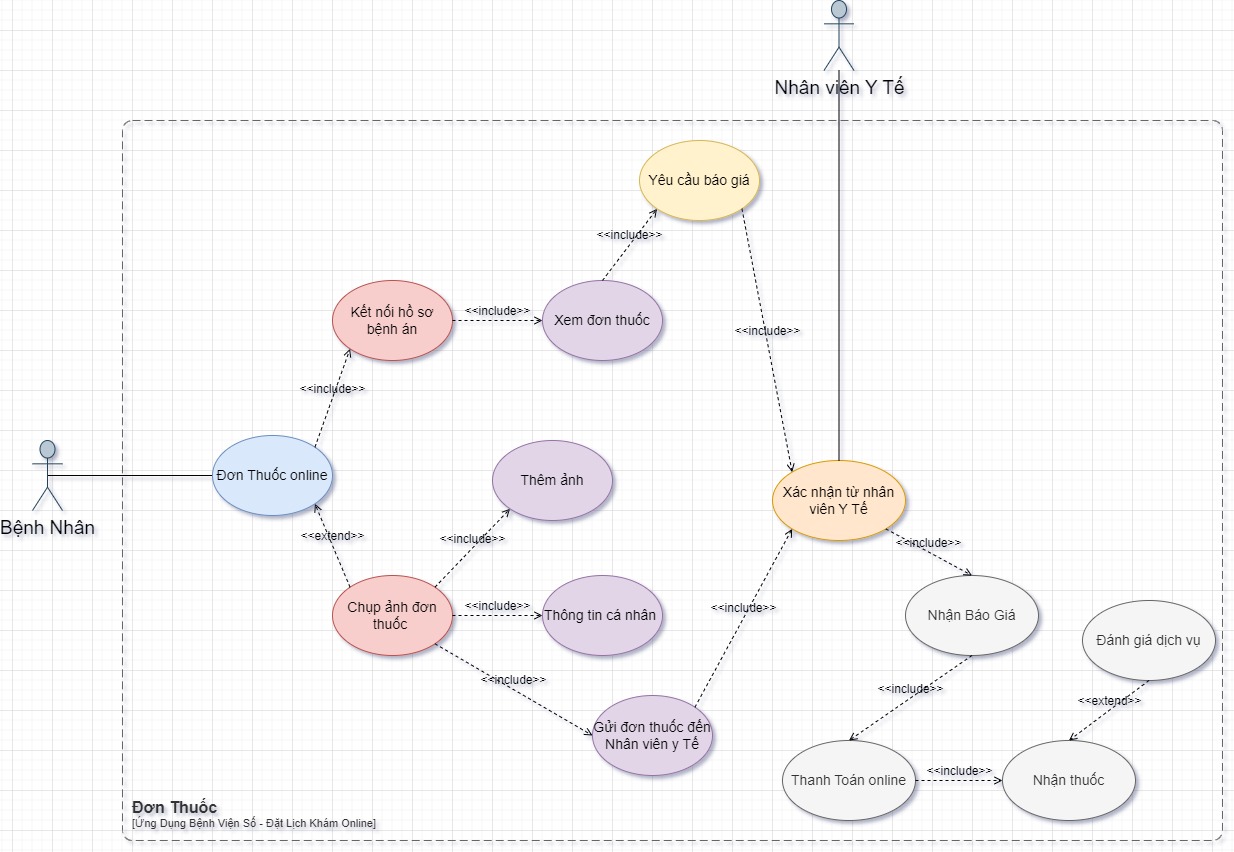 Nhân viên Y Tế
Yêu cầu báo giá
<<include>>
Kết nối hồ sơ
bệnh án
<<include>>
Xem đơn thuốc
<<include>>
<<include>>
Bệnh Nhân
Đơn Thuốc online
<<extend>>
Thêm ảnh
<<include>>
Chụp ảnh đơn
thuốc
<<include>>
Thông tin cá nhân
<<include>>
Gửi đơn thuốc đến
Nhân viên y Tế
<<include>>
Xác nhận từ nhân
viên Y Tế
<<include>>
Nhận Báo Giá
Đánh giá dịch vụ
<<include>>
<<extend>>
Thanh Toán online
<<include>>
Nhận thuốc
Đơn Thuốc
[Ứng Dụng Bệnh Viện Số - Đặt Lịch Khám Online]